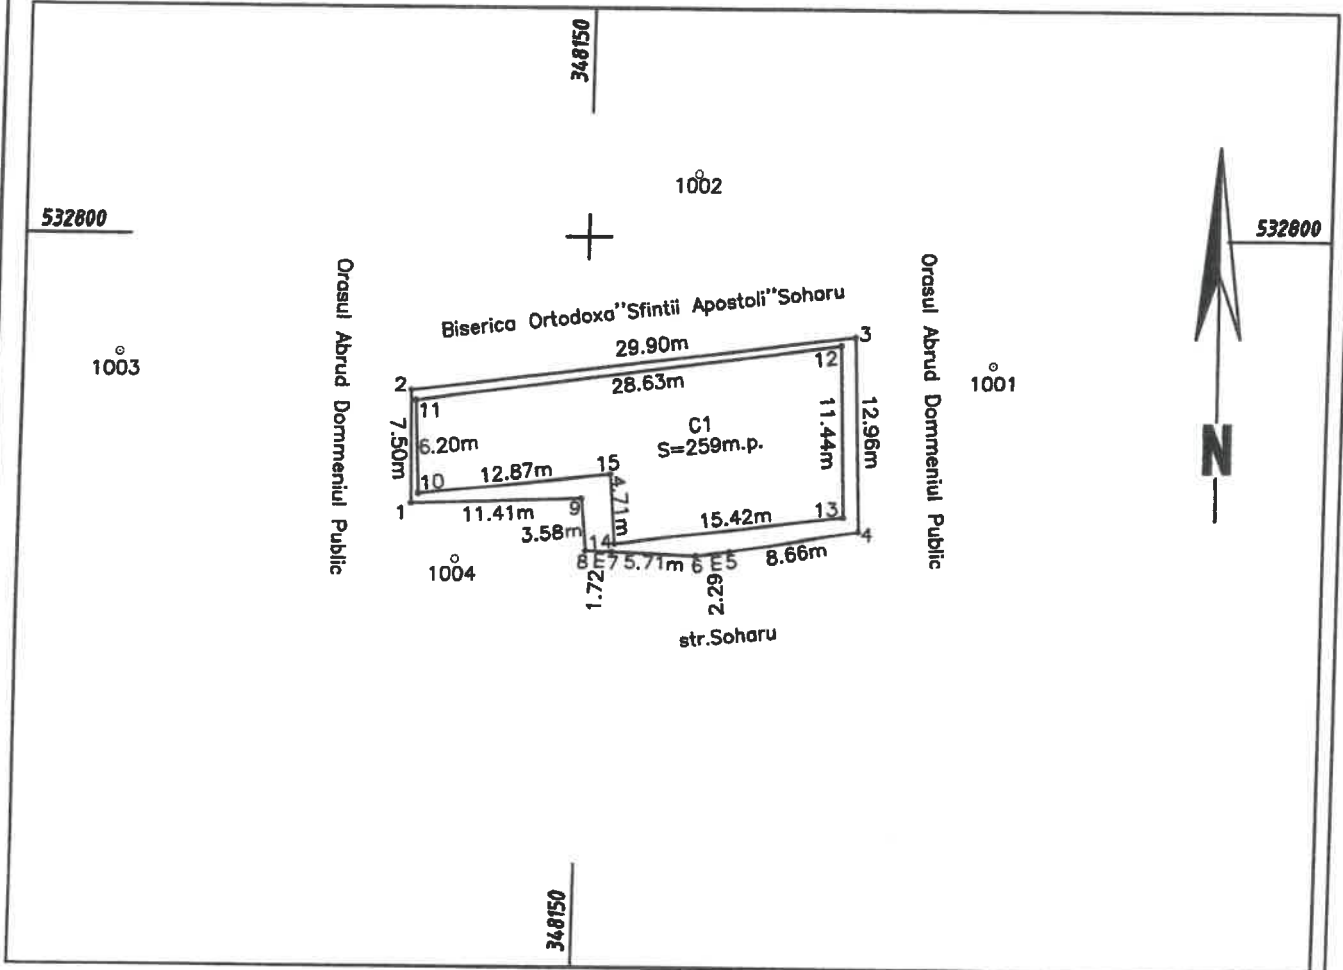 348150
1002
532800
532800
Orasul Abrud Dommeniul Public
Orasul Abrud Dommeniul Public
Biserica Ortodoxa"Sfintii Apostoli"Soharu
3
29.90m
12
1003
1001
28.63m
2
11
C1
S=259m.p.
7.50m
6.20m
11.44m
12.96m
12.87m
15
10
4.71m
1
11.41m
9
15.42m
13
4
3.58m
14
8 E7 5.71m 6 E5
8.66m
1004
1.72
2.29
str.Soharu
N
348150